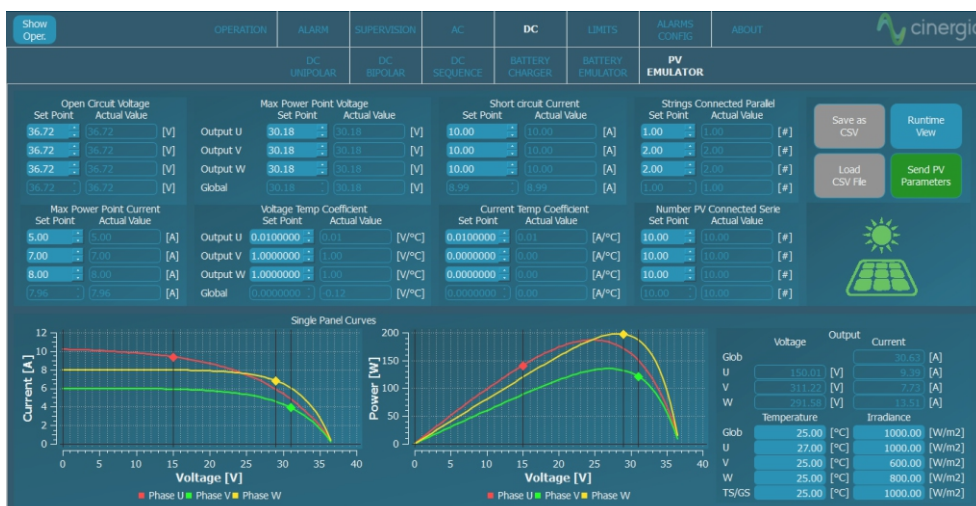 Show Oper.
OPERATION ALARM SUPERVISION AC DC LIMITS ALARMS CONFIG ABOUT
cinergia
DC UNIPOLAR DC BIPOLAR DC SEQUENCE BATTERY CHARGER BATTERY EMULATOR PV EMULATOR
Open Circuit Voltage Max Power Point Voltage Short circuit Current Strings Connected Parallel
Set Point Actual Value Set Point Actual Value Set Point Actual Value Set Point Actual Value
36.72 36.72 [V] Output U 30.18 30.18 [V] 10.00 10.00 [A] 1.00 1.00 [#]
36.72 36.72 [V] Output V 30.18 30.18 [V] 10.00 10.00 [A] 2.00 2.00 [#]
36.72 36.72 [V] Output W 30.18 30.18 [V] 10.00 10.00 [A] 2.00 2.00 [#]
36.72 36.72 [V] Global 30.18 30.18 [V] 8.99 8.99 [A] 1.00 1.00 [#]
Save as CSV Runtime View
Load CSV File Send PV Parameters
Max Power Point Current Voltage Temp Coefficient Current Temp Coefficient Number PV Connected Serie
Set Point Actual Value Set Point Actual Value Set Point Actual Value Set Point Actual Value
5.00 5.00 [A] Output U 0.0100000 0.01 [V/ºC] 0.0100000 0.01 [A/ºC] 10.00 10.00 [#]
7.00 7.00 [A] Output V 1.0000000 1.00 [V/ºC] 0.0000000 0.00 [A/ºC] 10.00 10.00 [#]
8.00 8.00 [A] Output W 1.0000000 1.00 [V/ºC] 0.0000000 0.00 [A/ºC] 10.00 10.00 [#]
7.96 7.96 [A] Global 0.0000000 -0.12 [V/ºC] 0.0000000 0.00 [A/ºC] 10.00 10.00 [#]
Single Panel Curves
Current [A]
12
10
8
6
4
2
0
0 5 10 15 20 25 30 35 40
Voltage [V]
Phase U Phase V Phase W
Power [W]
200
150
100
50
0
0 5 10 15 20 25 30 35 40
Voltage [V]
Phase U Phase V Phase W
Output
Voltage Current
Glob 30.63 [A]
U 150.01 [V] 9.39 [A]
V 311.22 [V] 7.73 [A]
W 291.58 [V] 13.51 [A]
Temperature Irradiance
Glob 25.00 [ºC] 1000.00 [W/m2]
U 27.00 [ºC] 1000.00 [W/m2]
V 25.00 [ºC] 600.00 [W/m2]
W 25.00 [ºC] 800.00 [W/m2]
TS/GS 25.00 [ºC] 1000.00 [W/m2]